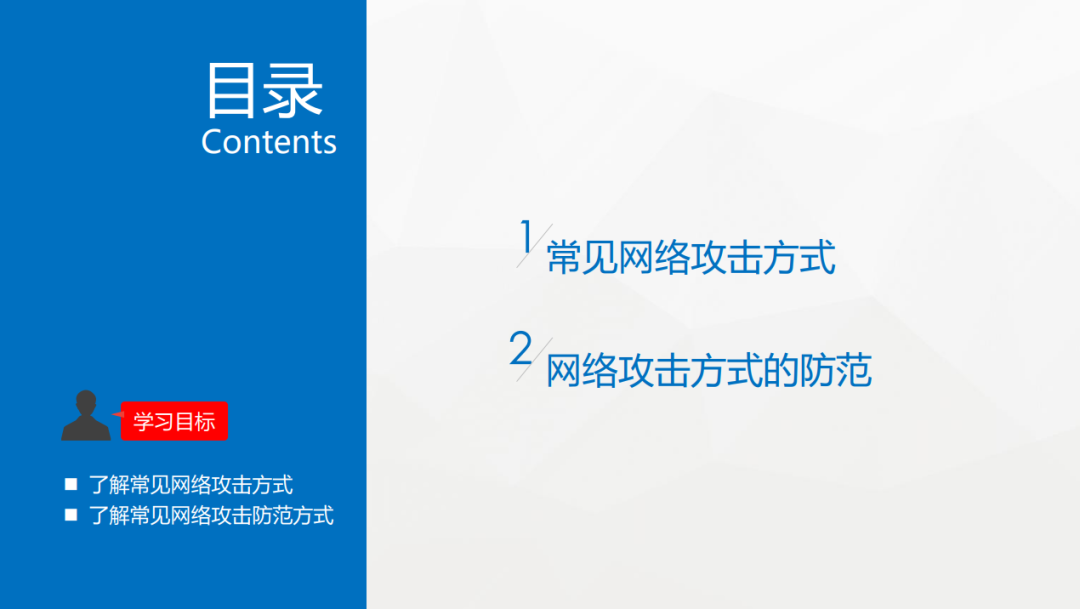 目录
Contents
1 常见网络攻击方式
2 网络攻击方式的防范
学习目标
■ 了解常见网络攻击方式
■ 了解常见网络攻击防范方式